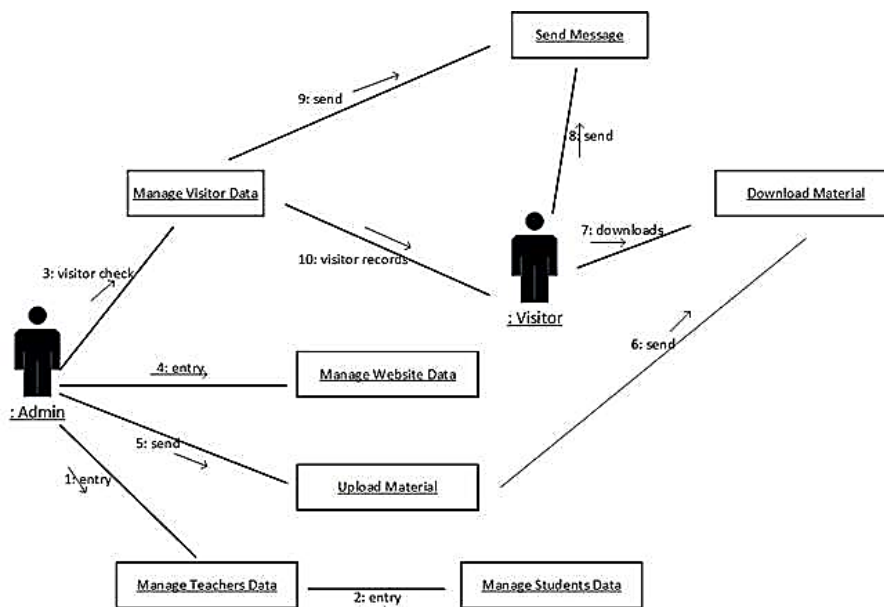 Send Message
9: send
8: send
Manage Visitor Data
Download Material
7: downloads
3: visitor check
10: visitor records
: Visitor
6: send
4: entry
Manage Website Data
: Admin
5: send
1: entry
Upload Material
Manage Teachers Data
Manage Students Data
2: entry